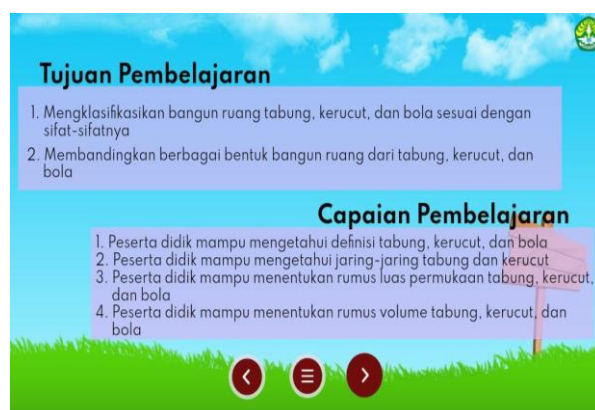 Tujuan Pembelajaran
1. Mengklasifikasikan bangun ruang tabung, kerucut, dan bola sesuai dengan
sifat-sifatnya
2. Membandingkan berbagai bentuk bangun ruang dari tabung, kerucut, dan
bola
Capaian Pembelajaran
1. Peserta didik mampu mengetahui definisi tabung, kerucut, dan bola
2. Peserta didik mampu mengetahui jaring-jaring tabung dan kerucut
3. Peserta didik mampu menentukan rumus luas permukaan tabung, kerucut,
dan bola
4. Peserta didik mampu menentukan rumus volume tabung, kerucut, dan
bola